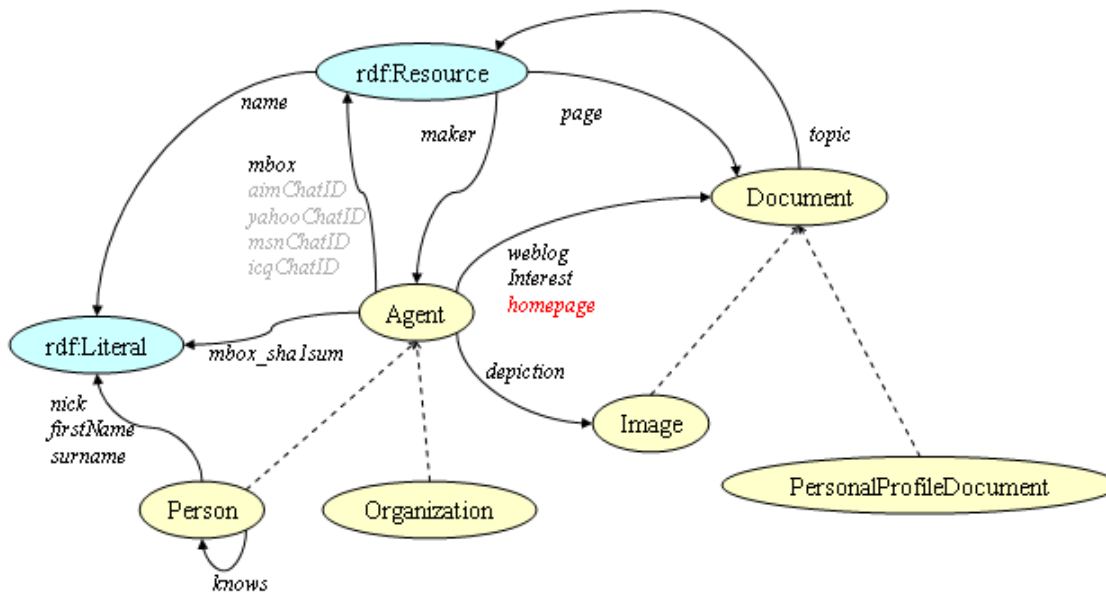 rdf:Resource
name
maker
page
topic
mbox
aimChatID
yahooChatID
msnChatID
icqChatID
Document
weblog
Interest
homepage
Agent
rdf:Literal
mbox_sha1sum
depiction
nick
firstName
surname
Image
PersonalProfileDocument
Person
Organization
knows